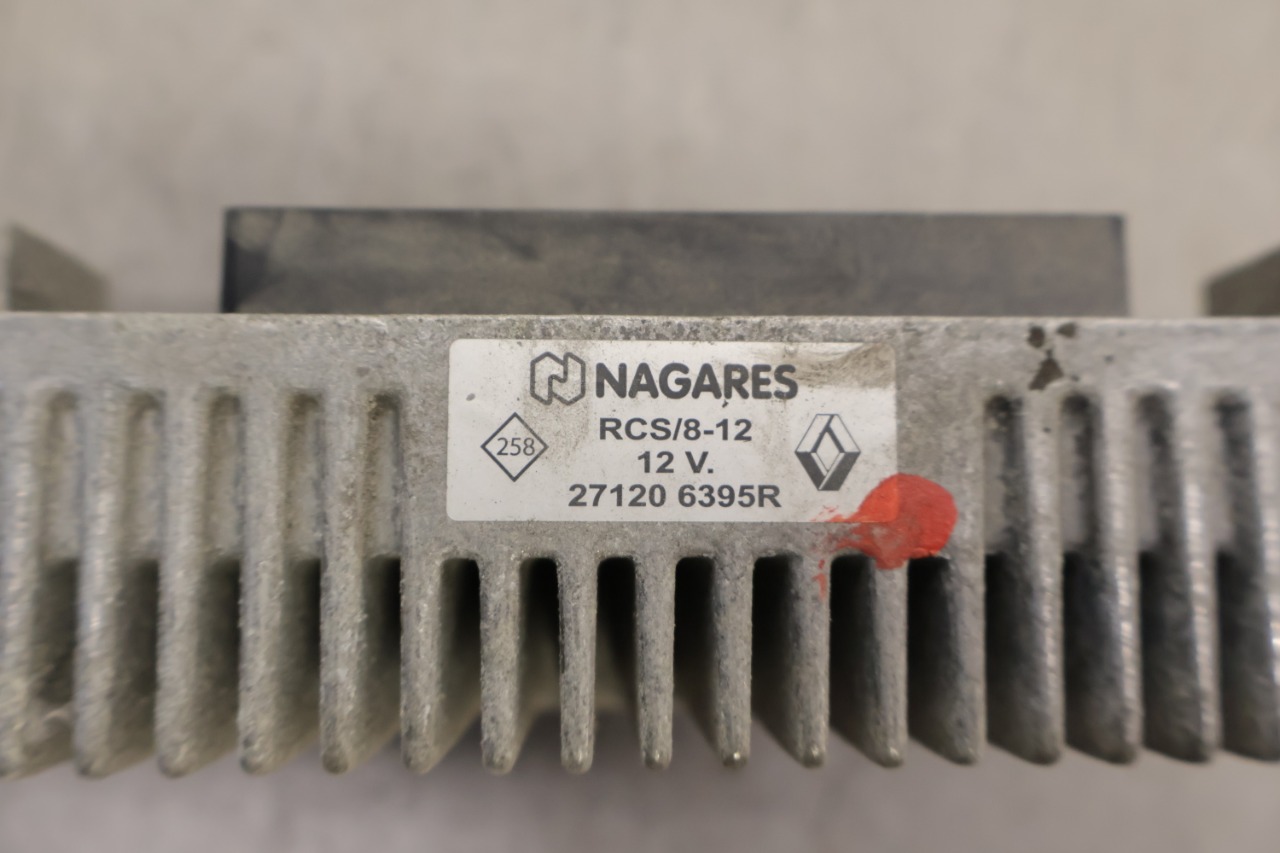 NAGARES
RCS/8-12
258
12 V.
27120 6395R